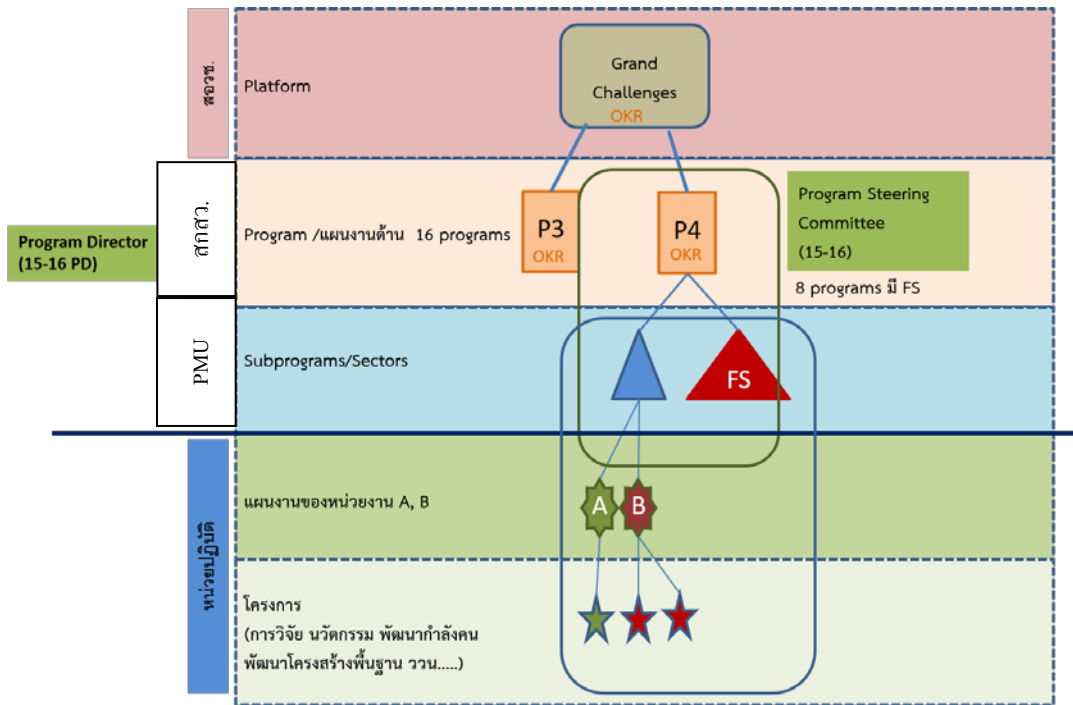 สอวช.
Platform
Grand
Challenges
OKR
สกสว.
Program Director
(15-16 PD)
Program /แผนงานด้าน 16 programs
P3
OKR
P4
OKR
Program Steering
Committee
(15-16)
8 programs มี FS
PMU
Subprograms/Sectors
FS
หน่วยปฏิบัติ
แผนงานของหน่วยงาน A, B
A
B
โครงการ
(การวิจัย นวัตกรรม พัฒนากำลังคน
พัฒนาโครงสร้างพื้นฐาน ววน.....)